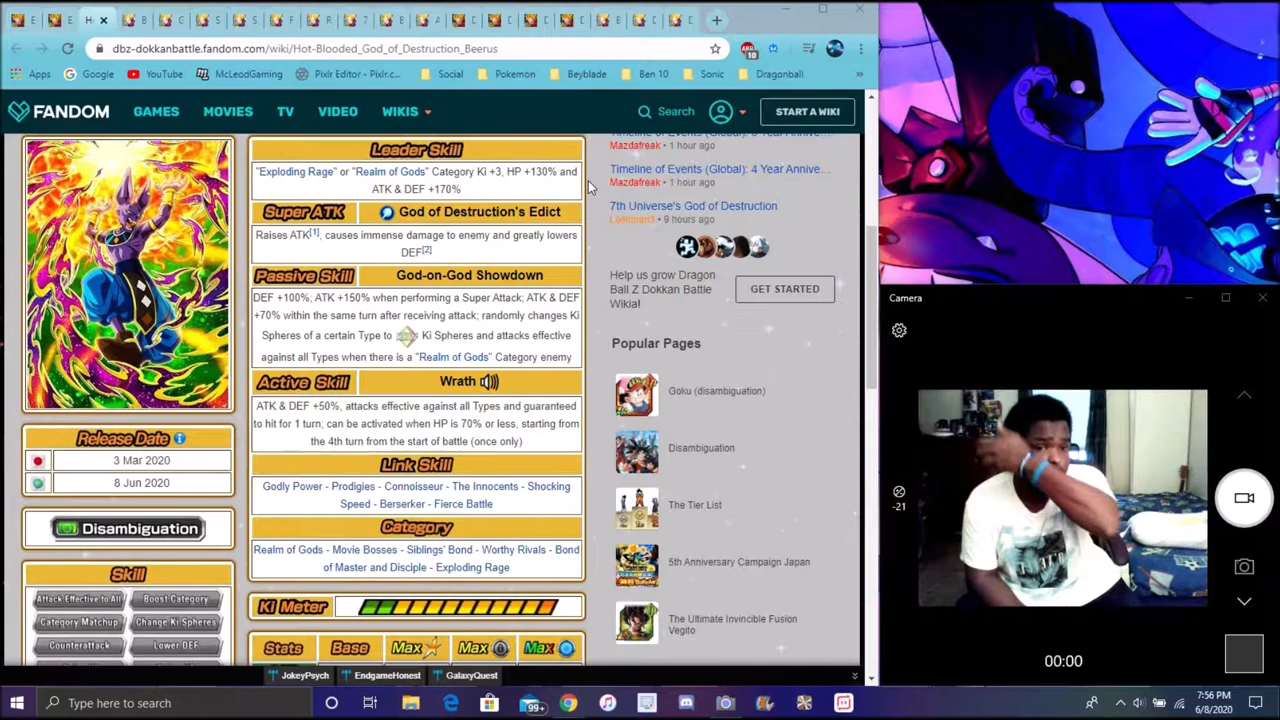 E
E
H
B
G
S
S
F
R
7
B
A
D
D
D
D
B
D
dbz-dokkanbattle.fandom.com/wiki/Hot-Blooded_God_of_Destruction_Beerus
10
Apps
Google
YouTube
McLeodGaming
Pixlr Editor - Pixlr.c...
Social
Pokemon
Beyblade
Ben 10
Sonic
Dragonball
»
FANDOM
GAMES
MOVIES
TV
VIDEO
WIKIS
Search
START A WIKI
Leader Skill
"Exploding Rage" or "Realm of Gods" Category Ki +3, HP +130% and
ATK & DEF +170%
Super ATK
God of Destruction's Edict
Raises ATK[1], causes immense damage to enemy and greatly lowers
DEF[2]
Passive Skill
God-on-God Showdown
DEF +100%; ATK +150% when performing a Super Attack; ATK & DEF
+70% within the same turn after receiving attack; randomly changes Ki
Spheres of a certain Type to Ki Spheres and attacks effective
against all Types when there is a "Realm of Gods" Category enemy
Active Skill
Wrath
ATK & DEF +50%, attacks effective against all Types and guaranteed
to hit for 1 turn; can be activated when HP is 70% or less, starting from
the 4th turn from the start of battle (once only)
Link Skill
Godly Power - Prodigies - Connoisseur - The Innocents - Shocking
Speed - Berserker - Fierce Battle
Category
Realm of Gods - Movie Bosses - Siblings' Bond - Worthy Rivals - Bond
of Master and Disciple - Exploding Rage
Ki Meter
Stats
Base
Max
Max
Max
Release Date
3 Mar 2020
8 Jun 2020
Disambiguation
Skill
Attack Effective to All
Boost Category
Category Matchup
Change Ki Spheres
Counterattack
Lower DEF
Mazdafreak • 1 hour ago
Timeline of Events (Global): 4 Year Annive...
Mazdafreak • 1 hour ago
7th Universe's God of Destruction
9 hours ago
Help us grow Dragon
Ball Z Dokkan Battle
Wikia!
GET STARTED
Popular Pages
Goku (disambiguation)
Disambiguation
The Tier List
5th Anniversary Campaign Japan
The Ultimate Invincible Fusion
Vegito
JokeyPsych
EndgameHonest
GalaxyQuest
Camera
-21
00:00
Type here to search
99+
7:56 PM
6/8/2020